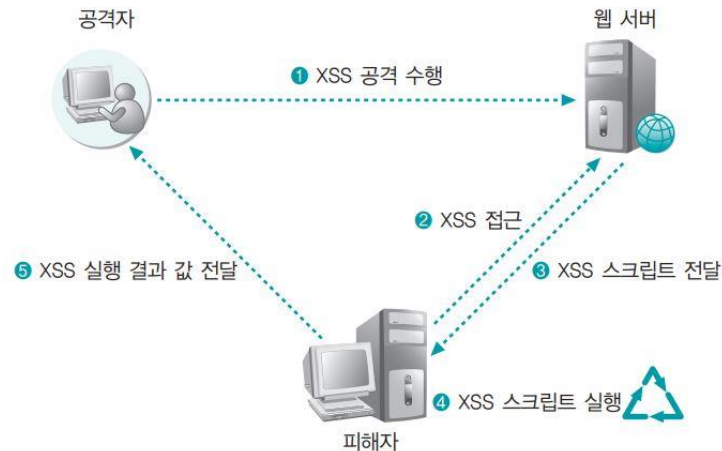 공격자
웹 서버
❶ XSS 공격 수행
❷ XSS 접근
❸ XSS 스크립트 전달
❺ XSS 실행 결과 값 전달
❹ XSS 스크립트 실행
피해자